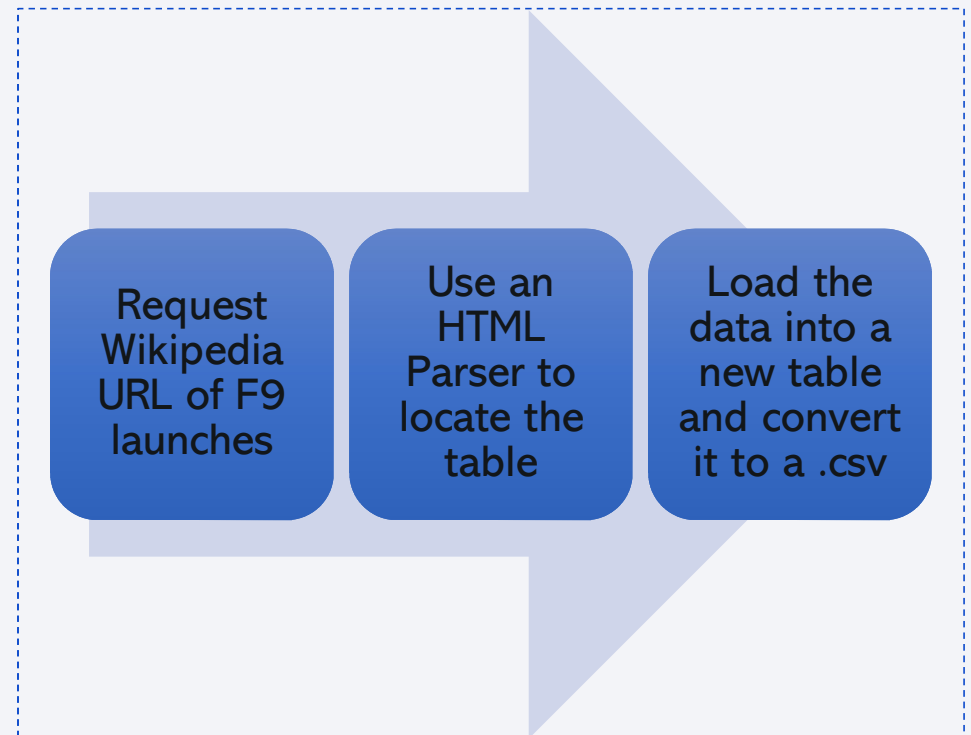 Request
Wikipedia
URL of F9
launches
Use an
HTML
Parser to
locate the
table
Load the
data into a
new table
and convert
it to a .csv